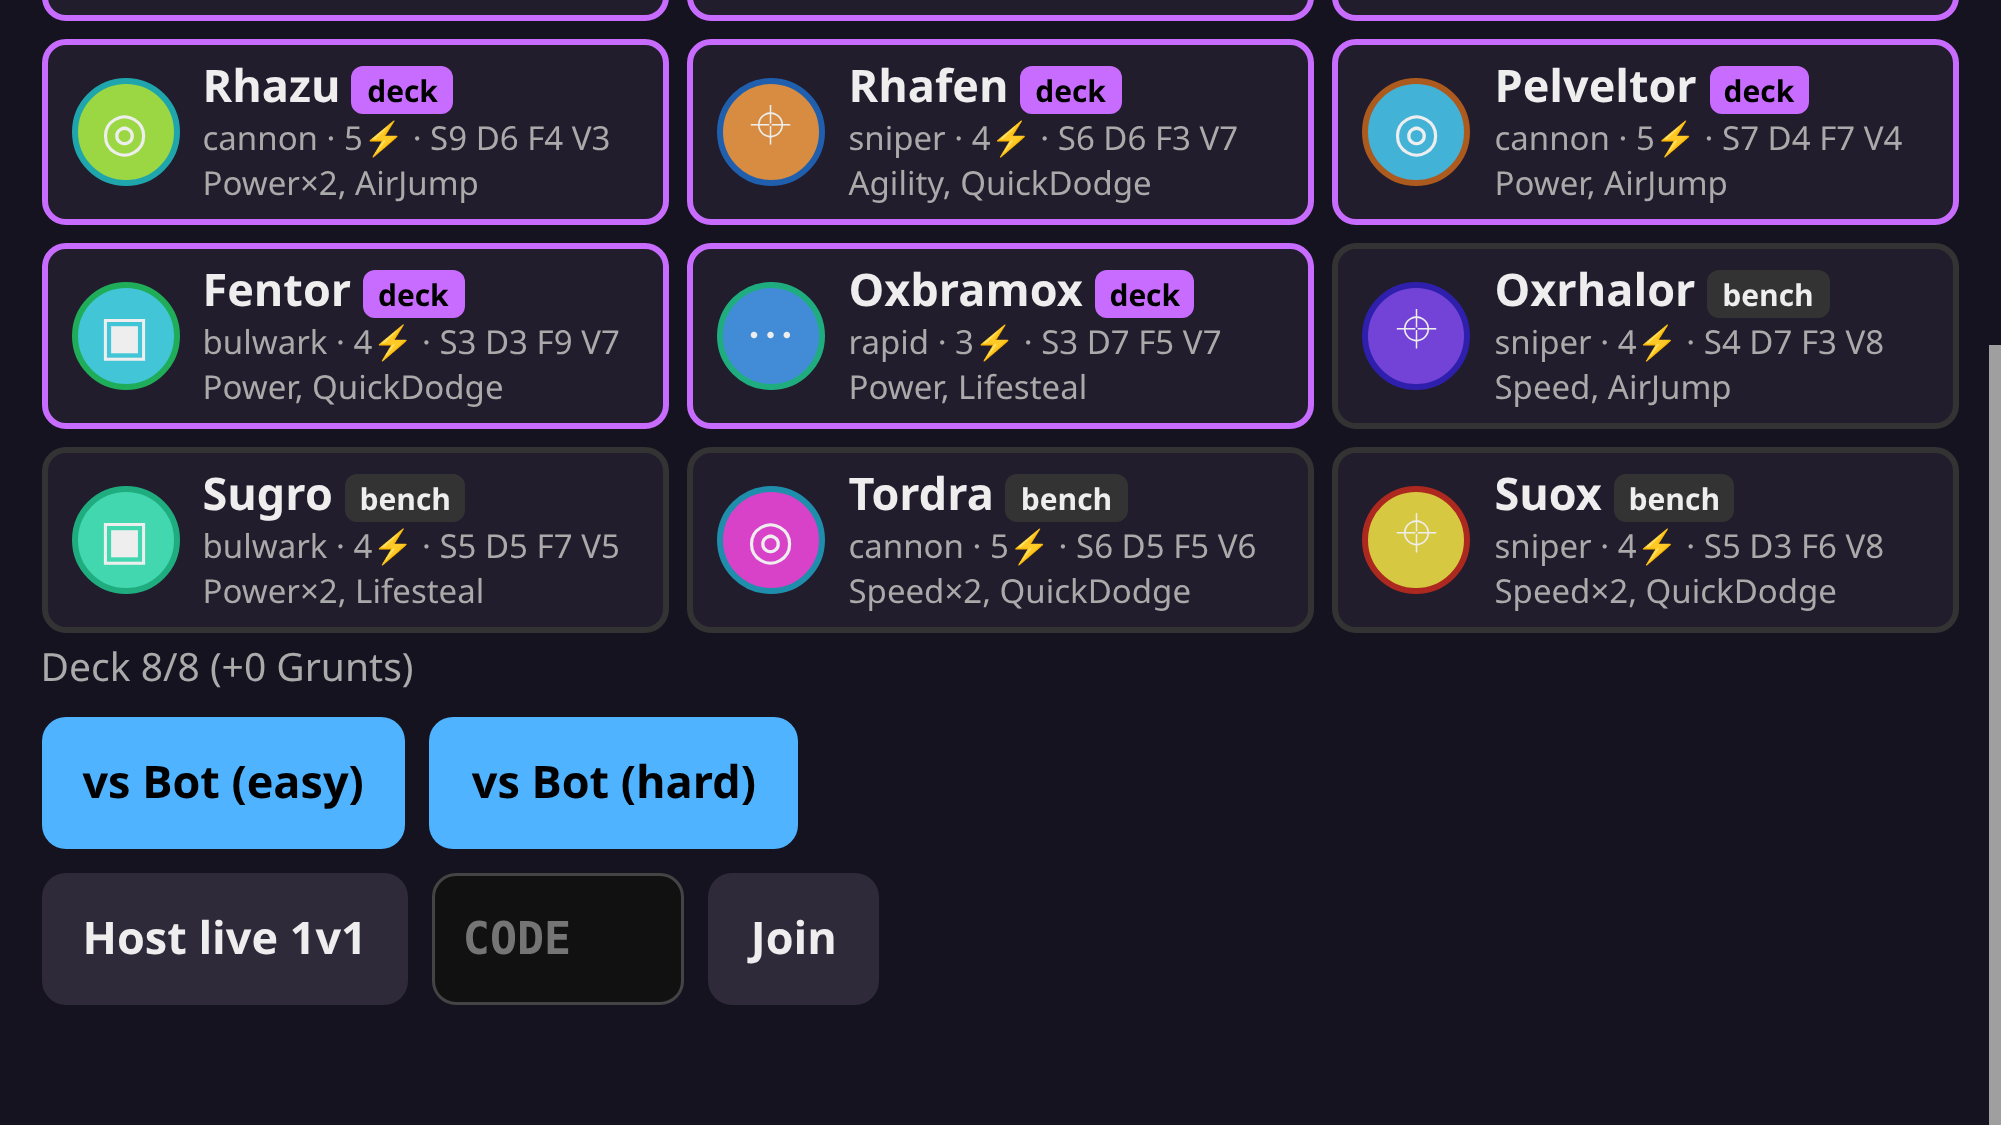 Rhazu deck
cannon · 5⚡ · S9 D6 F4 V3
Power×2, AirJump
Rhafen deck
sniper · 4⚡ · S6 D6 F3 V7
Agility, QuickDodge
Pelveltor deck
cannon · 5⚡ · S7 D4 F7 V4
Power, AirJump
Fentor deck
bulwark · 4⚡ · S3 D3 F9 V7
Power, QuickDodge
Oxbramox deck
rapid · 3⚡ · S3 D7 F5 V7
Power, Lifesteal
Oxrhalor bench
sniper · 4⚡ · S4 D7 F3 V8
Speed, AirJump
Sugro bench
bulwark · 4⚡ · S5 D5 F7 V5
Power×2, Lifesteal
Tordra bench
cannon · 5⚡ · S6 D5 F5 V6
Speed×2, QuickDodge
Suox bench
sniper · 4⚡ · S5 D3 F6 V8
Speed×2, QuickDodge
Deck 8/8 (+0 Grunts)
vs Bot (easy)
vs Bot (hard)
Host live 1v1
CODE
Join